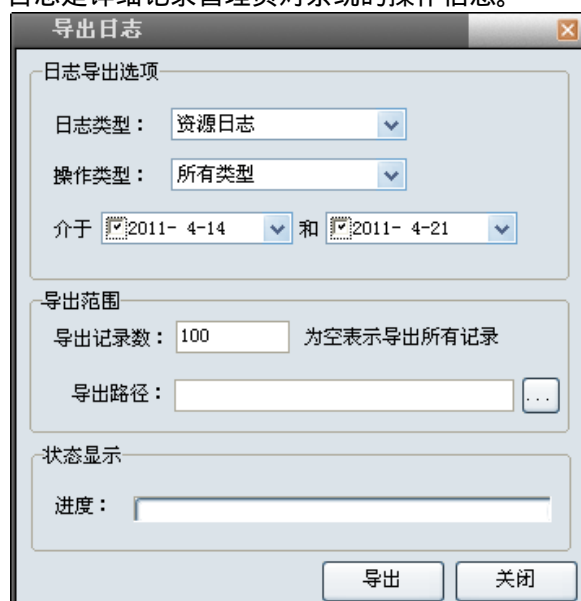 日志是详细记录管理员对系统的操作信息。
导出日志
日志导出选项
日志类型： 资源日志
操作类型： 所有类型
介于 2011- 4-14 和 2011- 4-21
导出范围
导出记录数： 100 为空表示导出所有记录
导出路径： ...
状态显示
进度：
导出 关闭